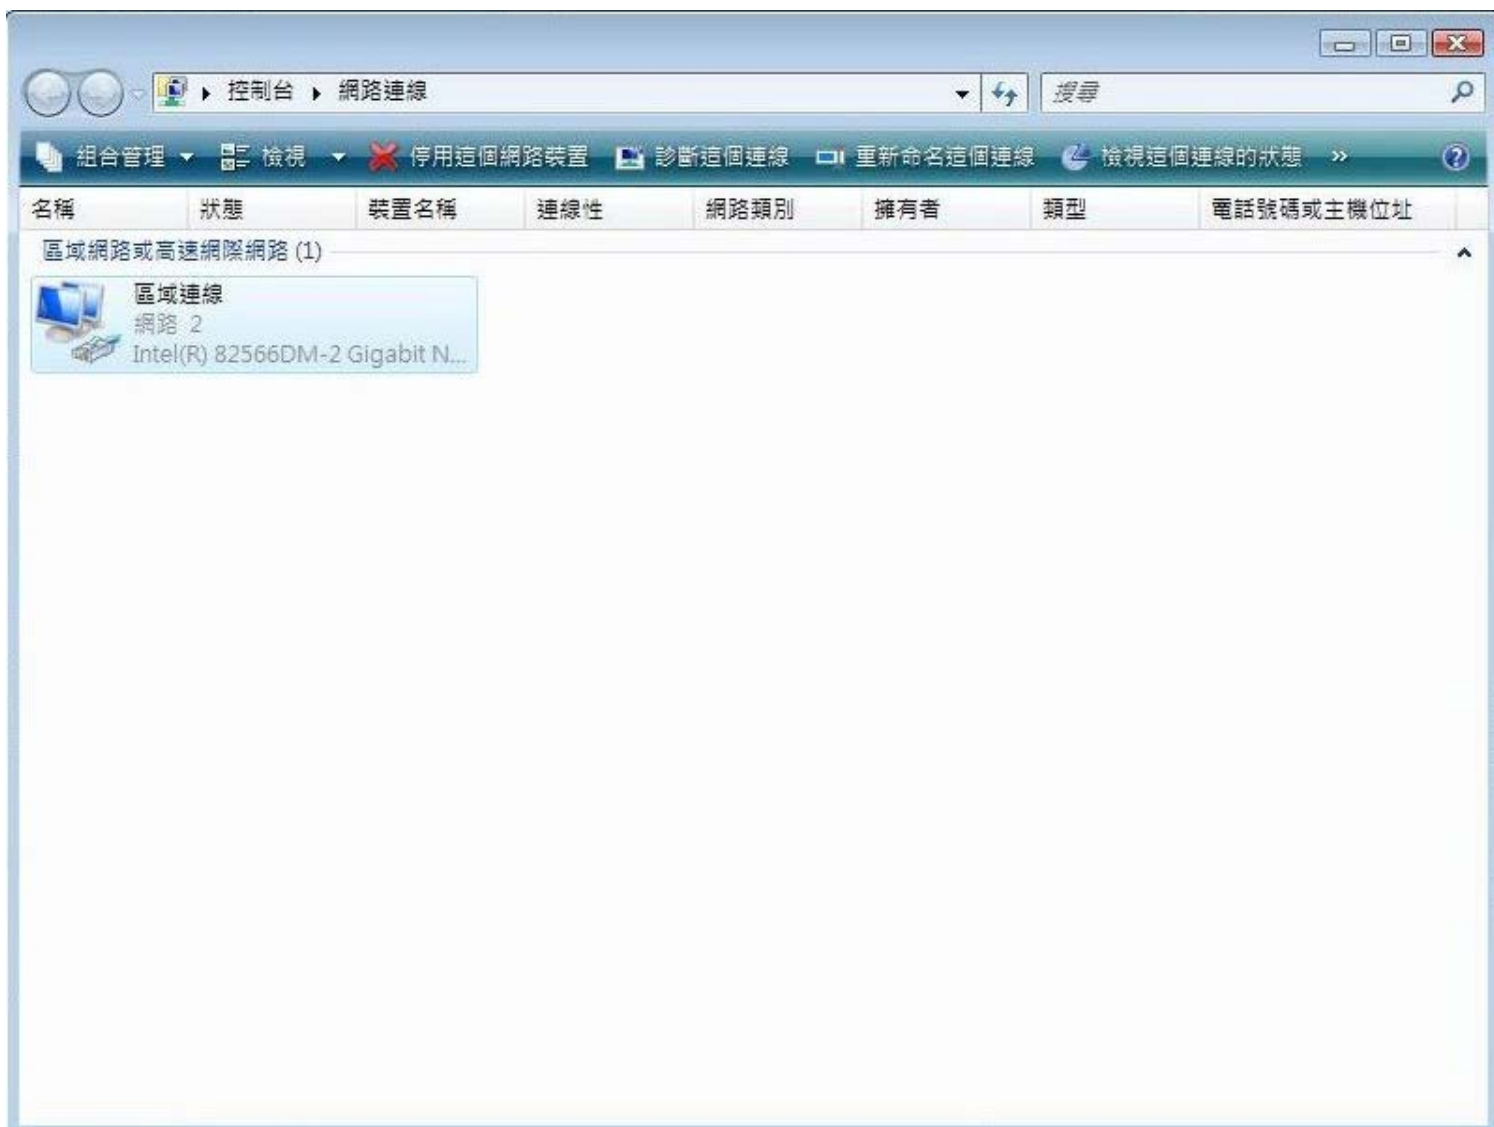 控制台 網路連線 搜尋
組合管理 檢視 停用這個網路裝置 診斷這個連線 重新命名這個連線 檢視這個連線的狀態 »
名稱 狀態 裝置名稱 連線性 網路類別 擁有者 類型 電話號碼或主機位址
區域網路或高速網際網路 (1)
區域連線
網路 2
Intel(R) 82566DM-2 Gigabit N...